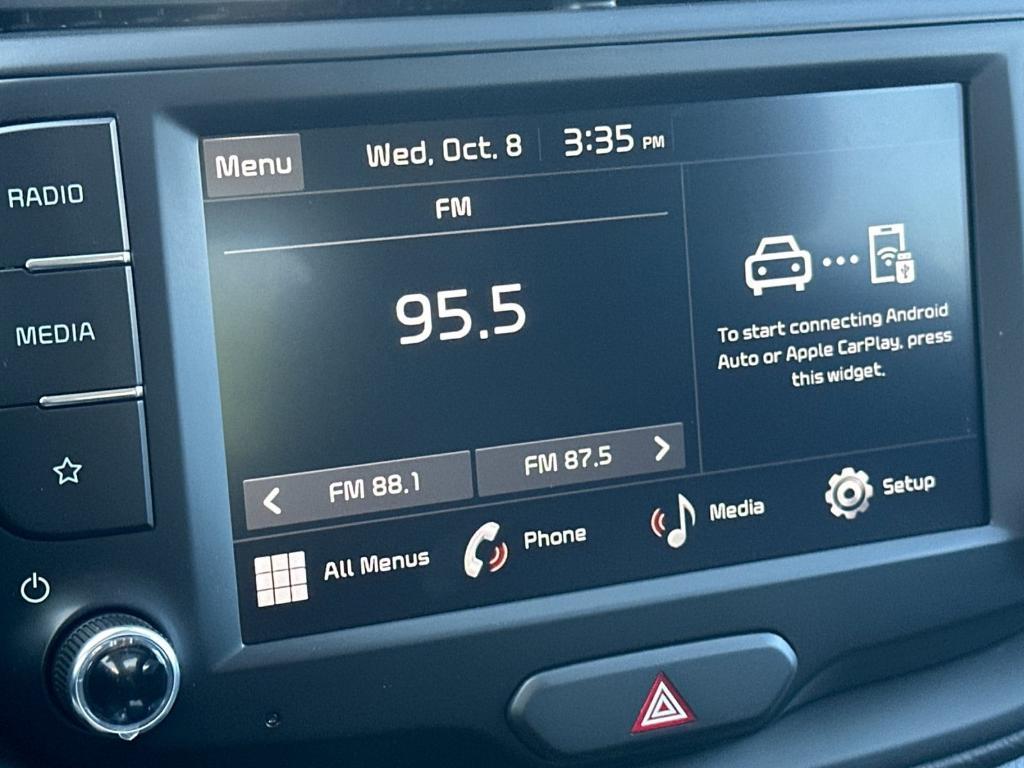 RADIO
MEDIA
Menu
Wed, Oct. 8
3:35 PM
FM
95.5
To start connecting Android
Auto or Apple CarPlay, press
this widget.
FM 88.1
FM 87.5
All Menus
Phone
Media
Setup